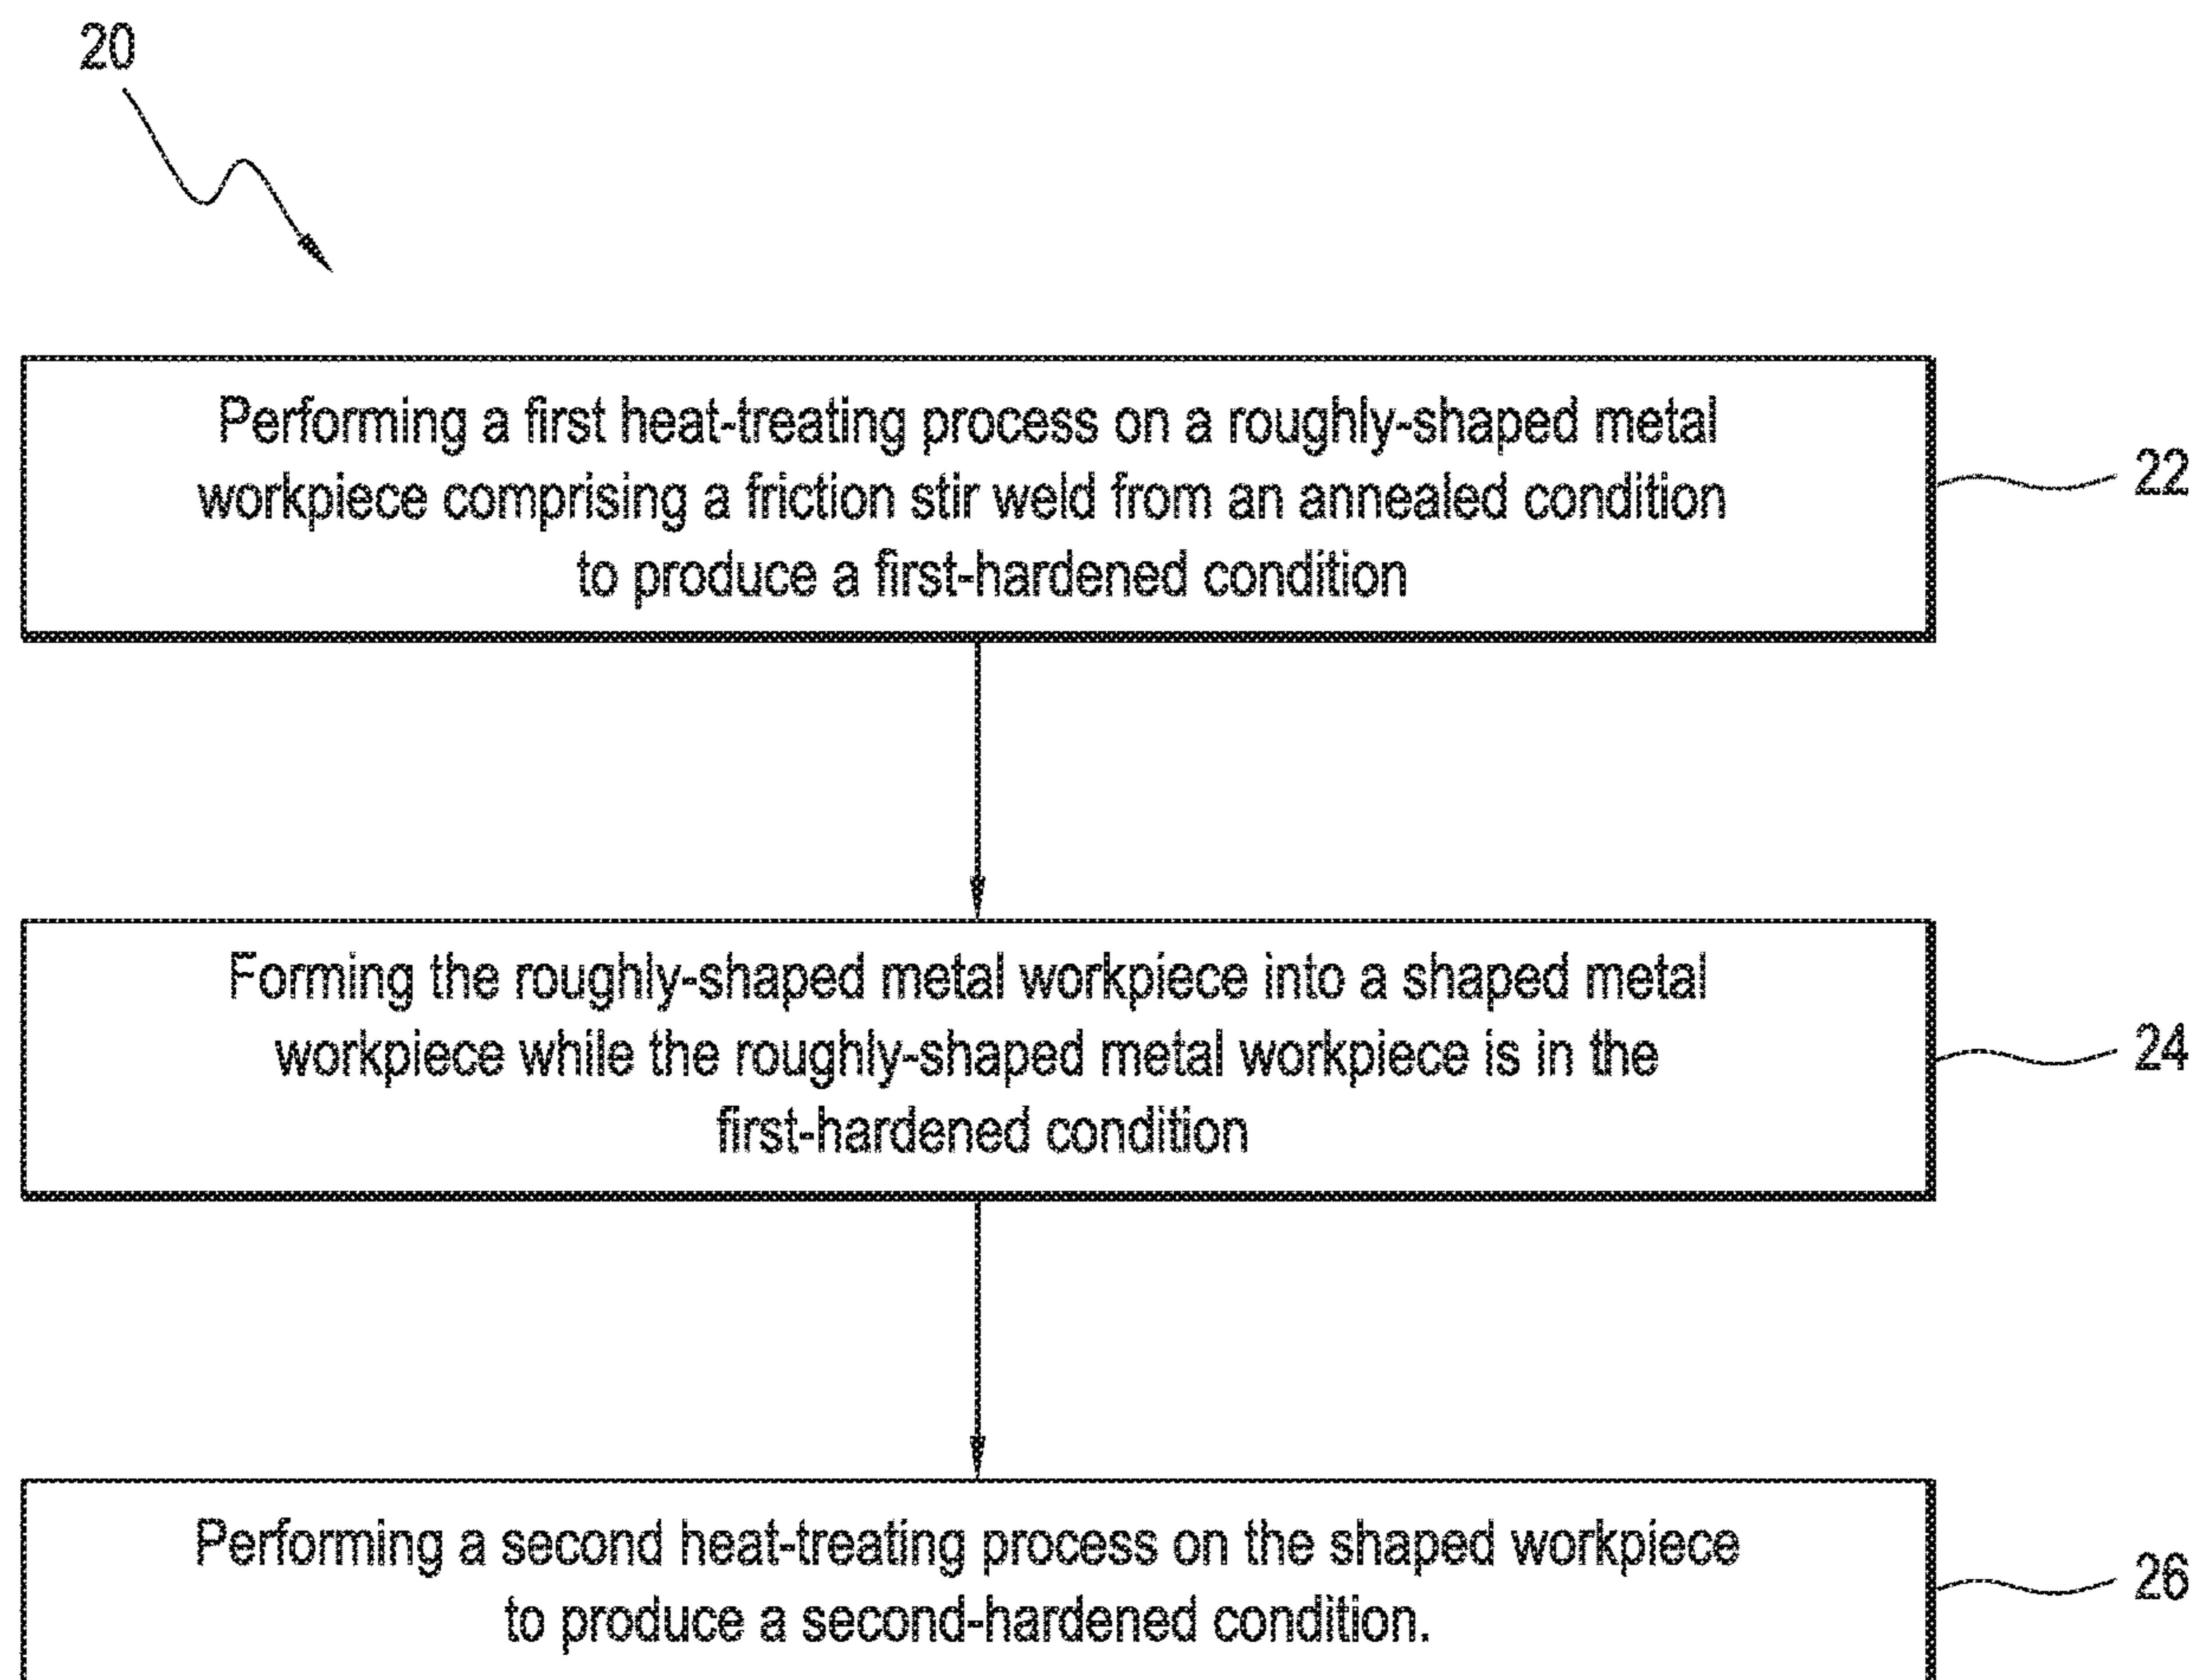 20
Performing a first heat-treating process on a roughly-shaped metal
workpiece comprising a friction stir weld from an annealed condition
to produce a first-hardened condition
22
Forming the roughly-shaped metal workpiece into a shaped metal
workpiece while the roughly-shaped metal workpiece is in the
first-hardened condition
24
Performing a second heat-treating process on the shaped workpiece
to produce a second-hardened condition.
26